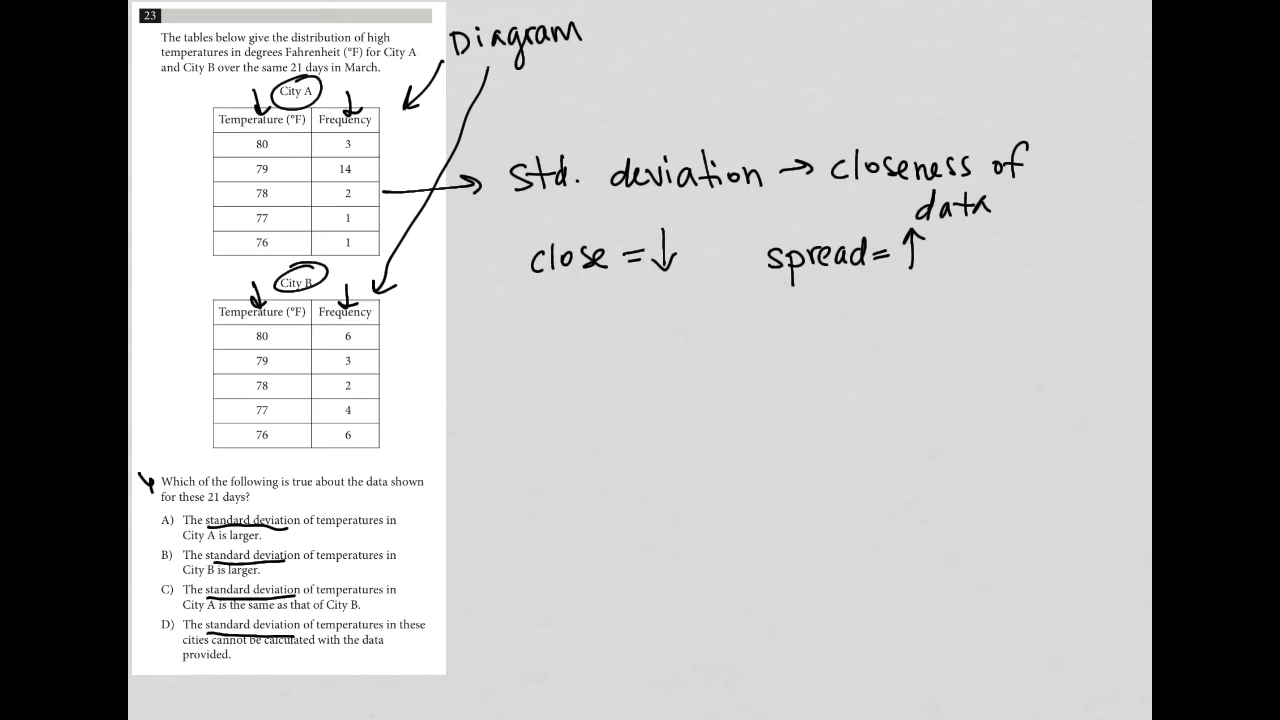 23
The tables below give the distribution of high
temperatures in degrees Fahrenheit (°F) for City A
and City B over the same 21 days in March.
City A
Temperature (°F) Frequency
80 3
79 14
78 2
77 1
76 1
City B
Temperature (°F) Frequency
80 6
79 3
78 2
77 4
76 6
Which of the following is true about the data shown
for these 21 days?
A) The standard deviation of temperatures in
City A is larger.
B) The standard deviation of temperatures in
City B is larger.
C) The standard deviation of temperatures in
City A is the same as that of City B.
D) The standard deviation of temperatures in these
cities cannot be calculated with the data
provided.
Diagram
Std. deviation → closeness of
data
close = ↓ spread = ↑